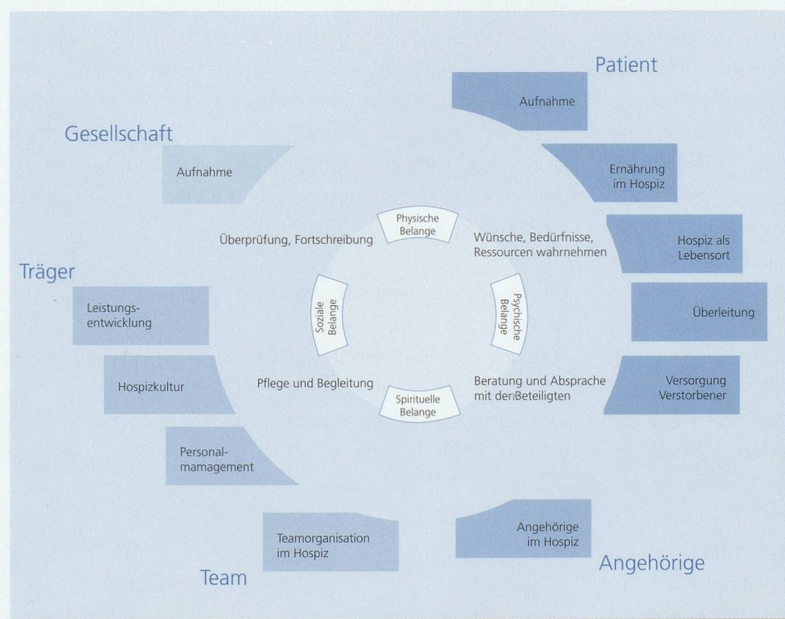 Patient
Aufnahme
Ernährung
im Hospiz
Hospiz als
Lebensort
Überleitung
Versorgung
Verstorbener
Angehörige
im Hospiz
Angehörige
Teamorganisation
im Hospiz
Team
Personal-
mamagement
Hospizkultur
Leistungs-
entwicklung
Träger
Aufnahme
Gesellschaft
Physische
Belange
Wünsche, Bedürfnisse,
Ressourcen wahrnehmen
Psychische
Belange
Beratung und Absprache
mit den Beteiligten
Spirituelle
Belange
Pflege und Begleitung
Soziale
Belange
Überprüfung, Fortschreibung